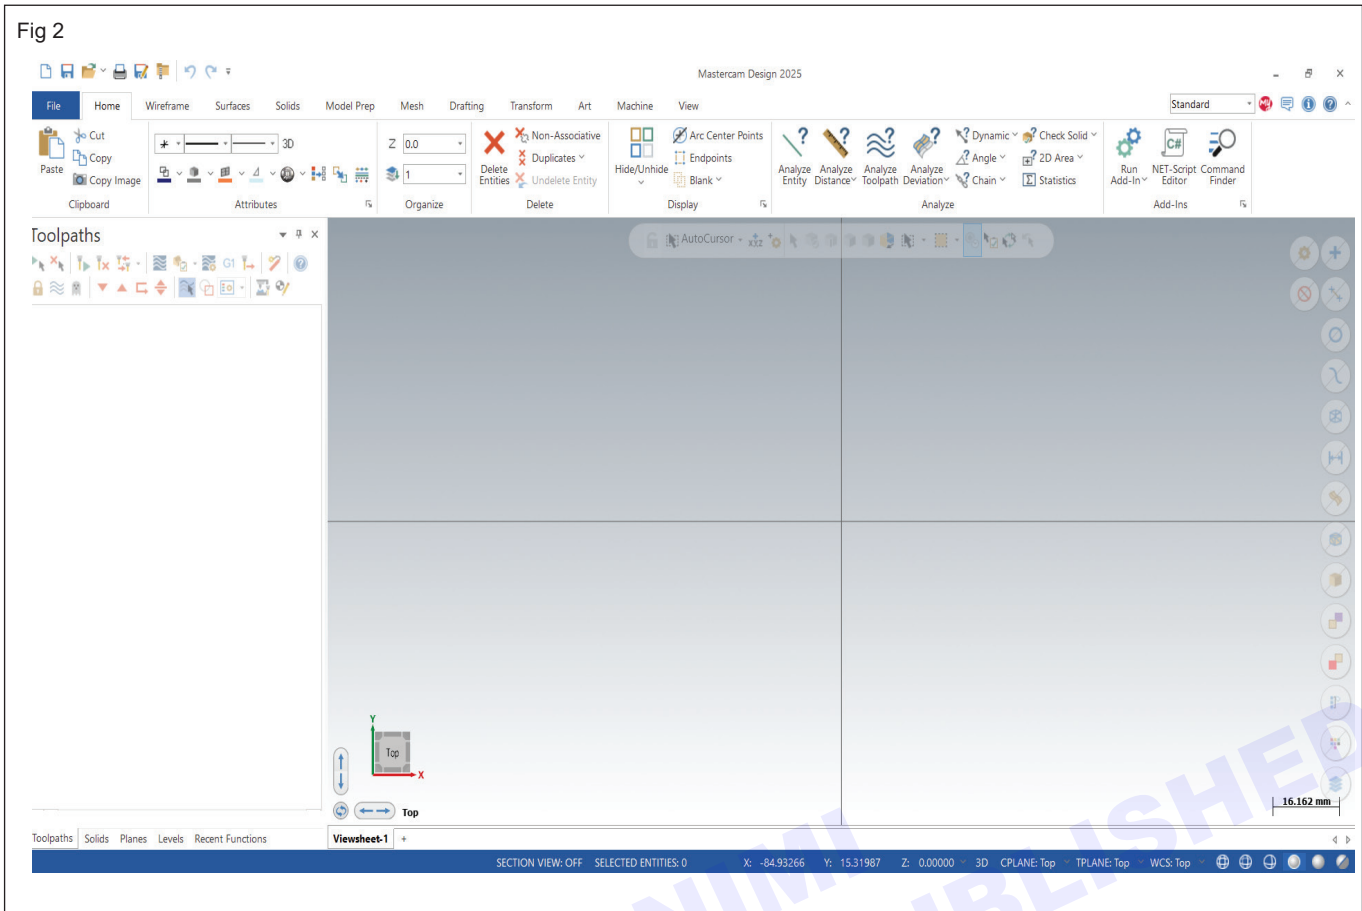 Fig 2
Mastercam Design 2025
File Home Wireframe Surfaces Solids Model Prep Mesh Drafting Transform Art Machine View Standard
Paste
Cut
Copy
Copy Image
Clipboard
3D
Attributes
Z 0.0
1
Organize
Delete Entities
Non-Associative
Duplicates
Undelete Entity
Delete
Hide/Unhide
Arc Center Points
Endpoints
Blank
Display
Analyze Entity
Analyze Distance
Analyze Toolpath
Analyze Deviation
Dynamic
Angle
Chain
Check Solid
2D Area
Statistics
Analyze
Run Add-In
C#
NET-Script Editor
Command Finder
Add-Ins
Toolpaths
G1
AutoCursor
XYZ
Y
Top
X
Top
16.162 mm
Toolpaths Solids Planes Levels Recent Functions
Viewsheet-1 +
SECTION VIEW: OFF SELECTED ENTITIES: 0 X: -84.93266 Y: 15.31987 Z: 0.00000 3D CPLANE: Top TPLANE: Top WCS: Top
NIMI
UBLISHED